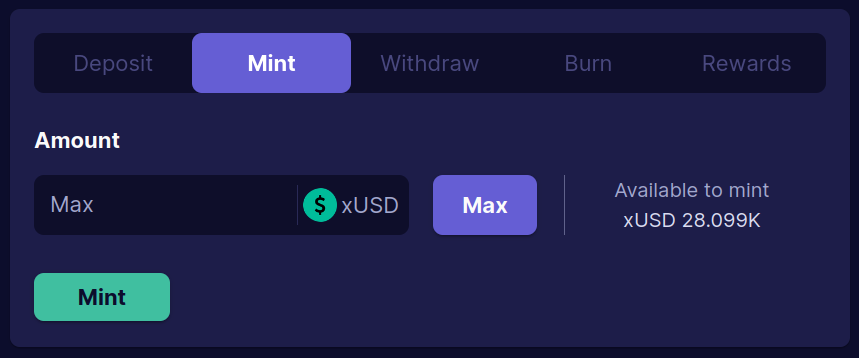 Deposit Mint Withdraw Burn Rewards
Amount
Max $ xUSD Max Available to mint
xUSD 28.099K
Mint